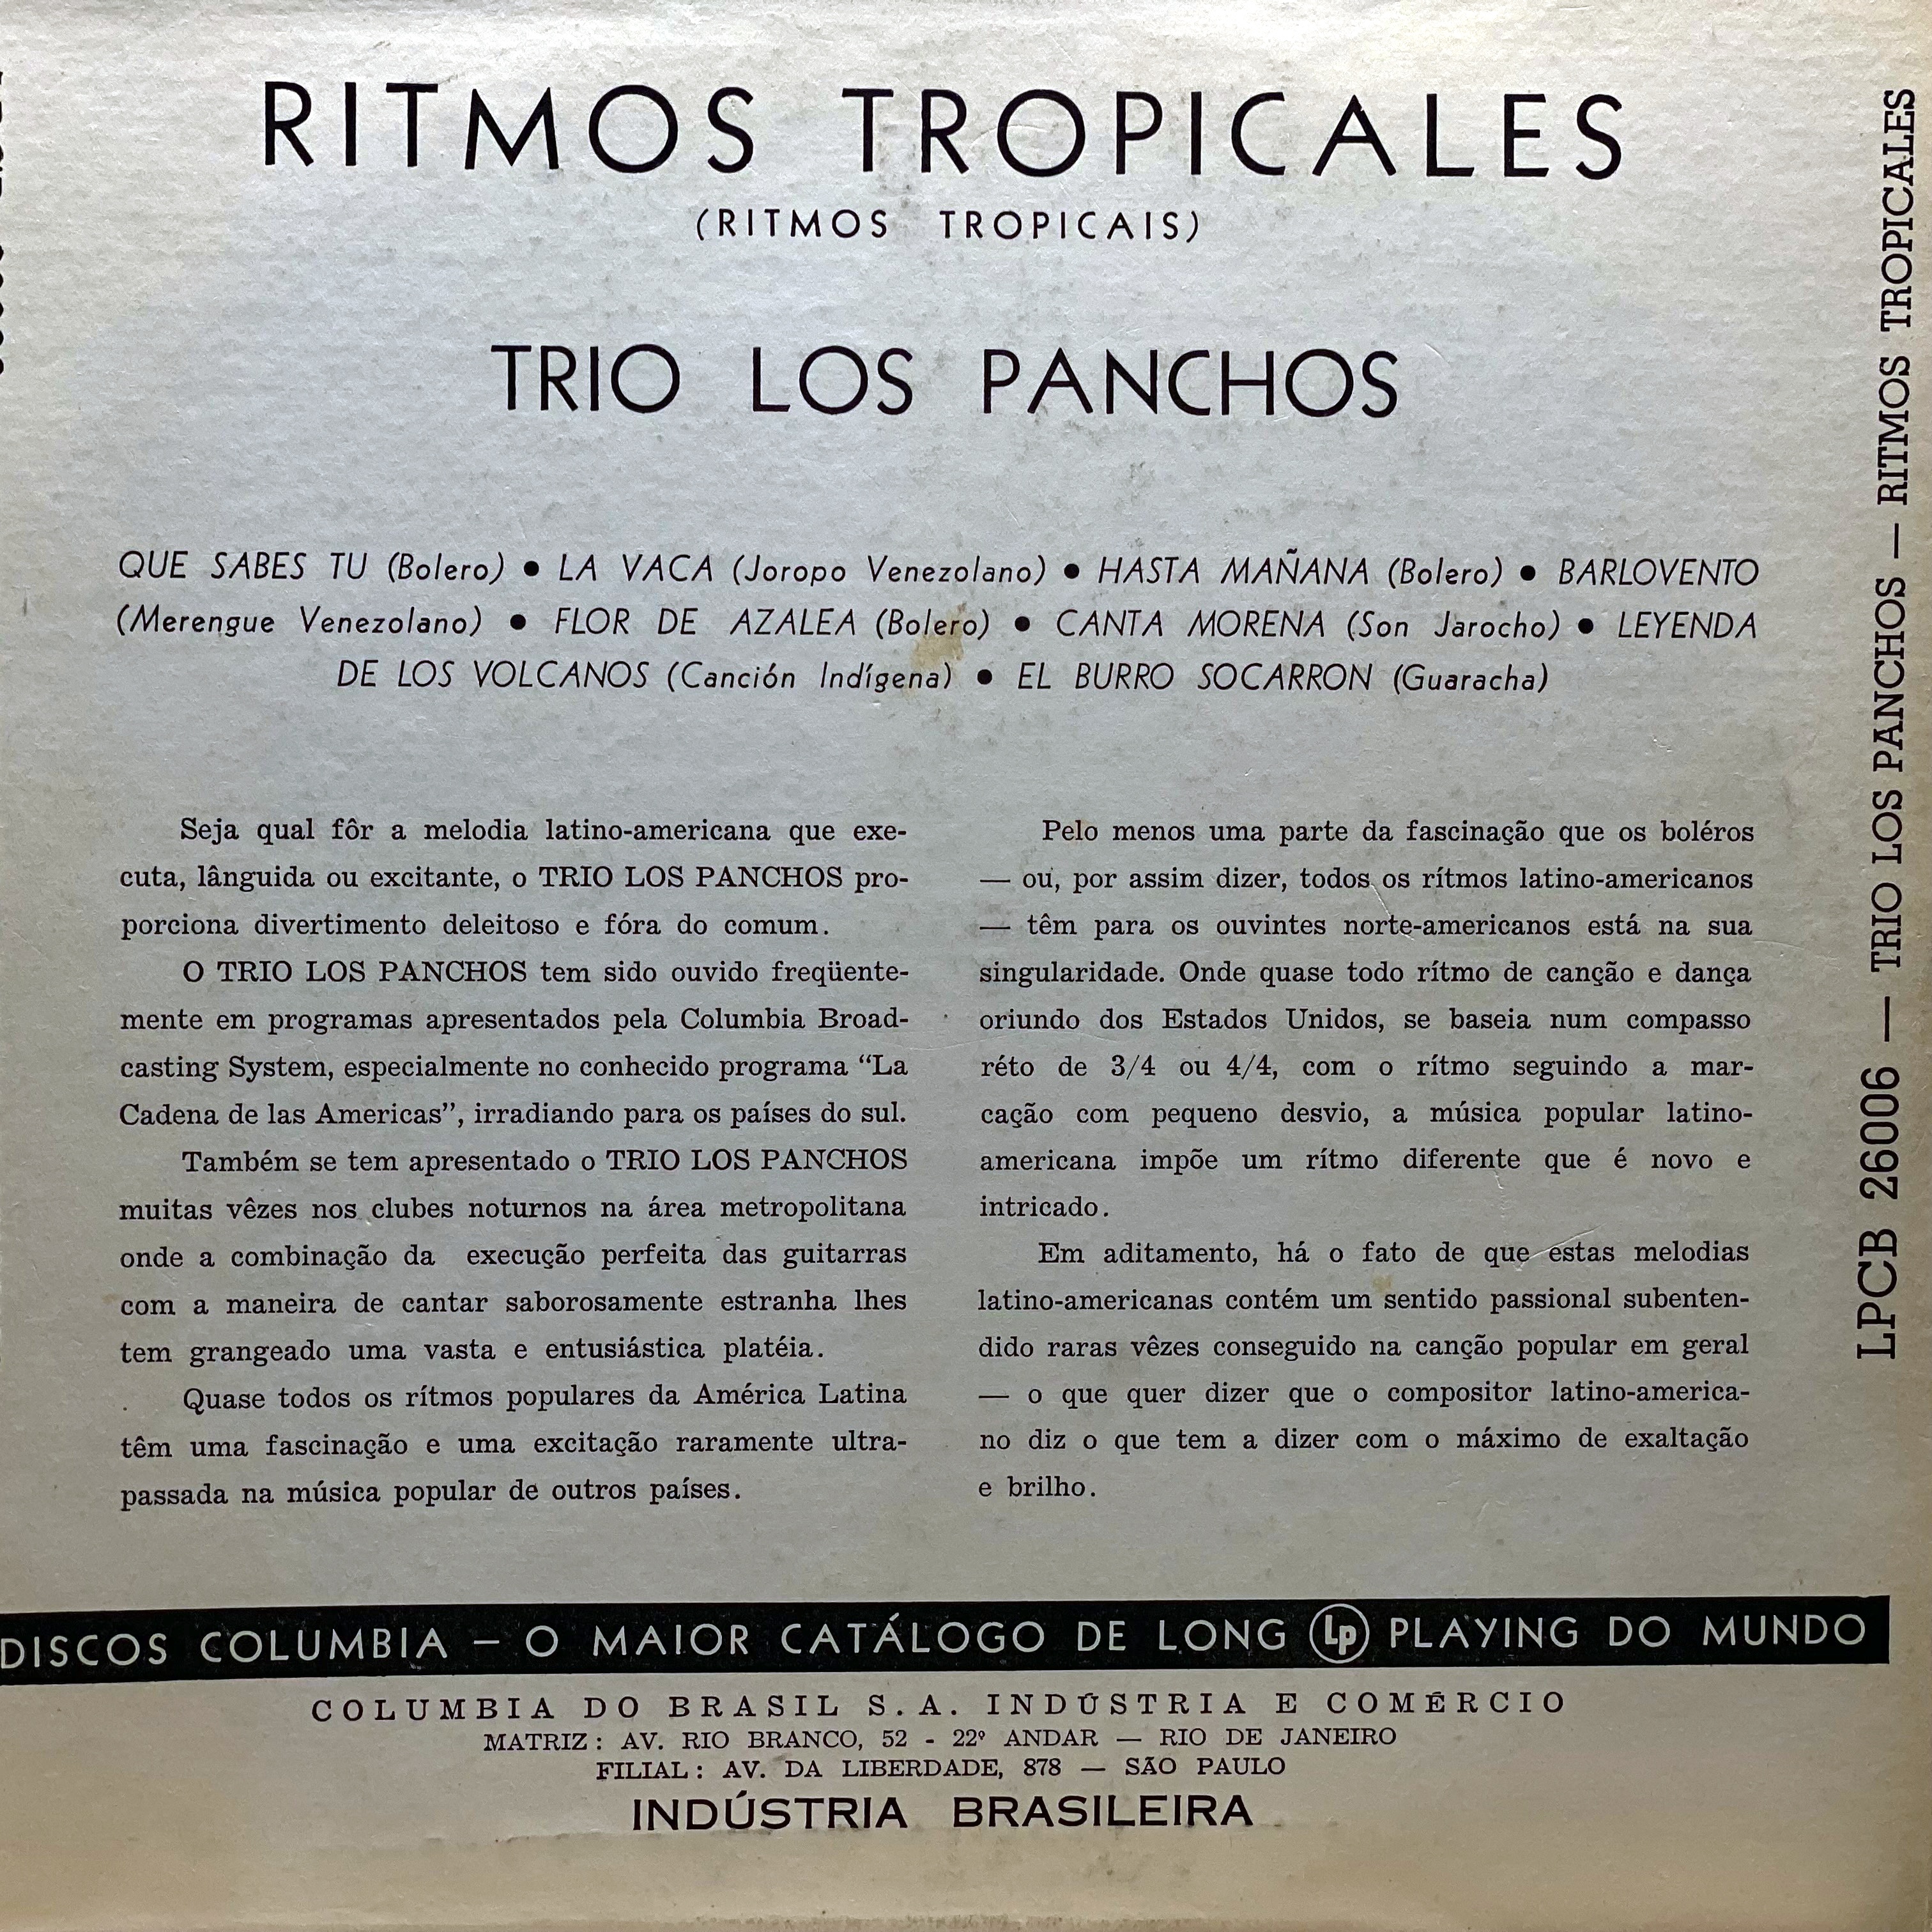 RITMOS TROPICALES
(RITMOS TROPICAIS)
TRIO LOS PANCHOS
QUE SABES TU (Bolero) ● LA VACA (Joropo Venezolano) ● HASTA MAÑANA (Bolero) ● BARLOVENTO
(Merengue Venezolano) ● FLOR DE AZALEA (Bolero) ● CANTA MORENA (Son Jarocho) ● LEYENDA
DE LOS VOLCANOS (Canción Indígena) ● EL BURRO SOCARRON (Guaracha)
Seja qual fôr a melodia latino-americana que exe-
cuta, lânguida ou excitante, o TRIO LOS PANCHOS pro-
porciona divertimento deleitoso e fóra do comum.
O TRIO LOS PANCHOS tem sido ouvido freqüente-
mente em programas apresentados pela Columbia Broad-
casting System, especialmente no conhecido programa “La
Cadena de las Americas”, irradiando para os países do sul.
Também se tem apresentado o TRIO LOS PANCHOS
muitas vêzes nos clubes noturnos na área metropolitana
onde a combinação da execução perfeita das guitarras
com a maneira de cantar saborosamente estranha lhes
tem grangeado uma vasta e entusiástica platéia.
Quase todos os rítmos populares da América Latina
têm uma fascinação e uma excitação raramente ultra-
passada na música popular de outros países.
Pelo menos uma parte da fascinação que os boléros
— ou, por assim dizer, todos os rítmos latino-americanos
— têm para os ouvintes norte-americanos está na sua
singularidade. Onde quase todo rítmo de canção e dança
oriundo dos Estados Unidos, se baseia num compasso
réto de 3/4 ou 4/4, com o rítmo seguindo a mar-
cação com pequeno desvio, a música popular latino-
americana impõe um rítmo diferente que é novo e
intricado.
Em aditamento, há o fato de que estas melodias
latino-americanas contém um sentido passional subenten-
dido raras vêzes conseguido na canção popular em geral
— o que quer dizer que o compositor latino-america-
no diz o que tem a dizer com o máximo de exaltação
e brilho.
DISCOS COLUMBIA — O MAIOR CATÁLOGO DE LONG Lp PLAYING DO MUNDO
COLUMBIA DO BRASIL S.A. INDÚSTRIA E COMÉRCIO
MATRIZ: AV. RIO BRANCO, 52 - 22º ANDAR — RIO DE JANEIRO
FILIAL: AV. DA LIBERDADE, 878 — SÃO PAULO
INDÚSTRIA BRASILEIRA
LPCB 26006 — TRIO LOS PANCHOS — RITMOS TROPICALES